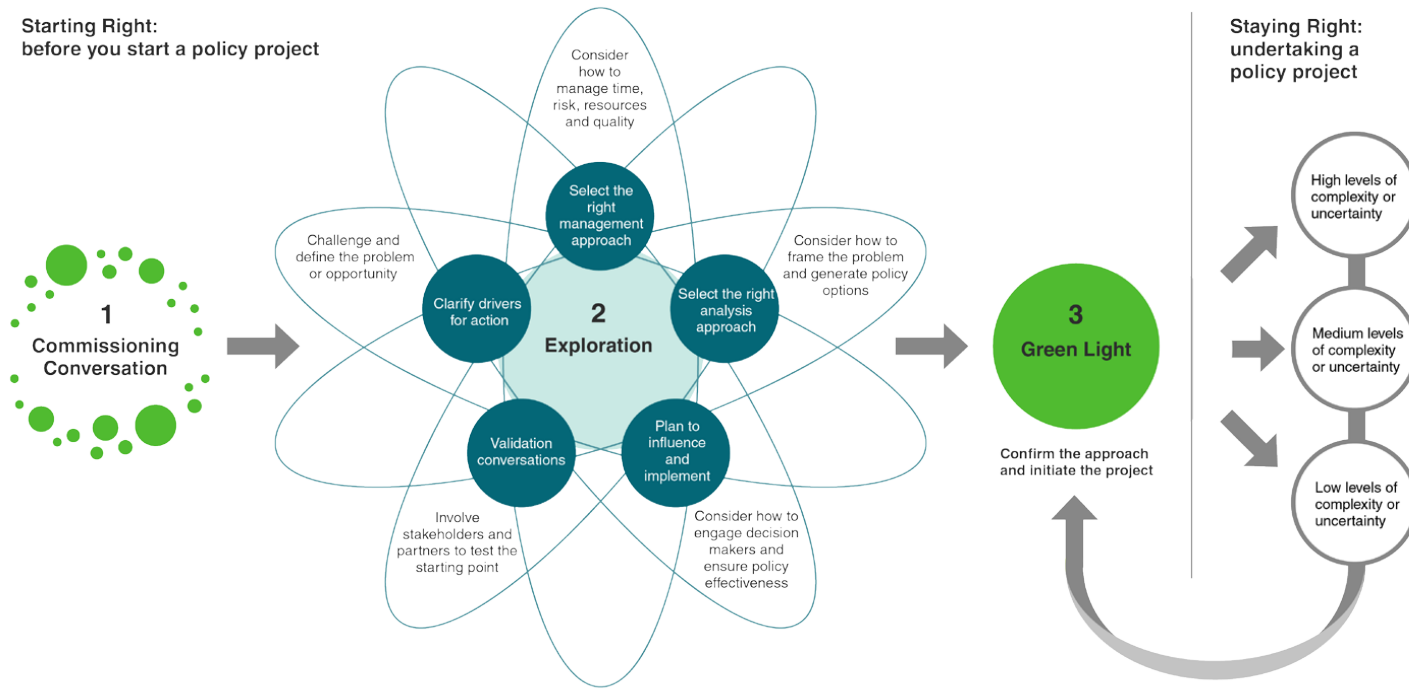 Starting Right:
before you start a policy project
1
Commissioning
Conversation
2
Exploration
Consider
how to
manage time,
risk, resources
and quality
Select the
right
management
approach
Challenge and
define the problem
or opportunity
Clarify drivers
for action
Consider how to
frame the problem
and generate policy
options
Select the right
analysis
approach
Validation
conversations
Involve
stakeholders and
partners to test the
starting point
Plan to
influence
and
implement
Consider how to
engage decision
makers and
ensure policy
effectiveness
3
Green Light
Confirm the approach
and initiate the project
Staying Right:
undertaking a
policy project
High levels of
complexity or
uncertainty
Medium levels
of complexity
or uncertainty
Low levels of
complexity or
uncertainty